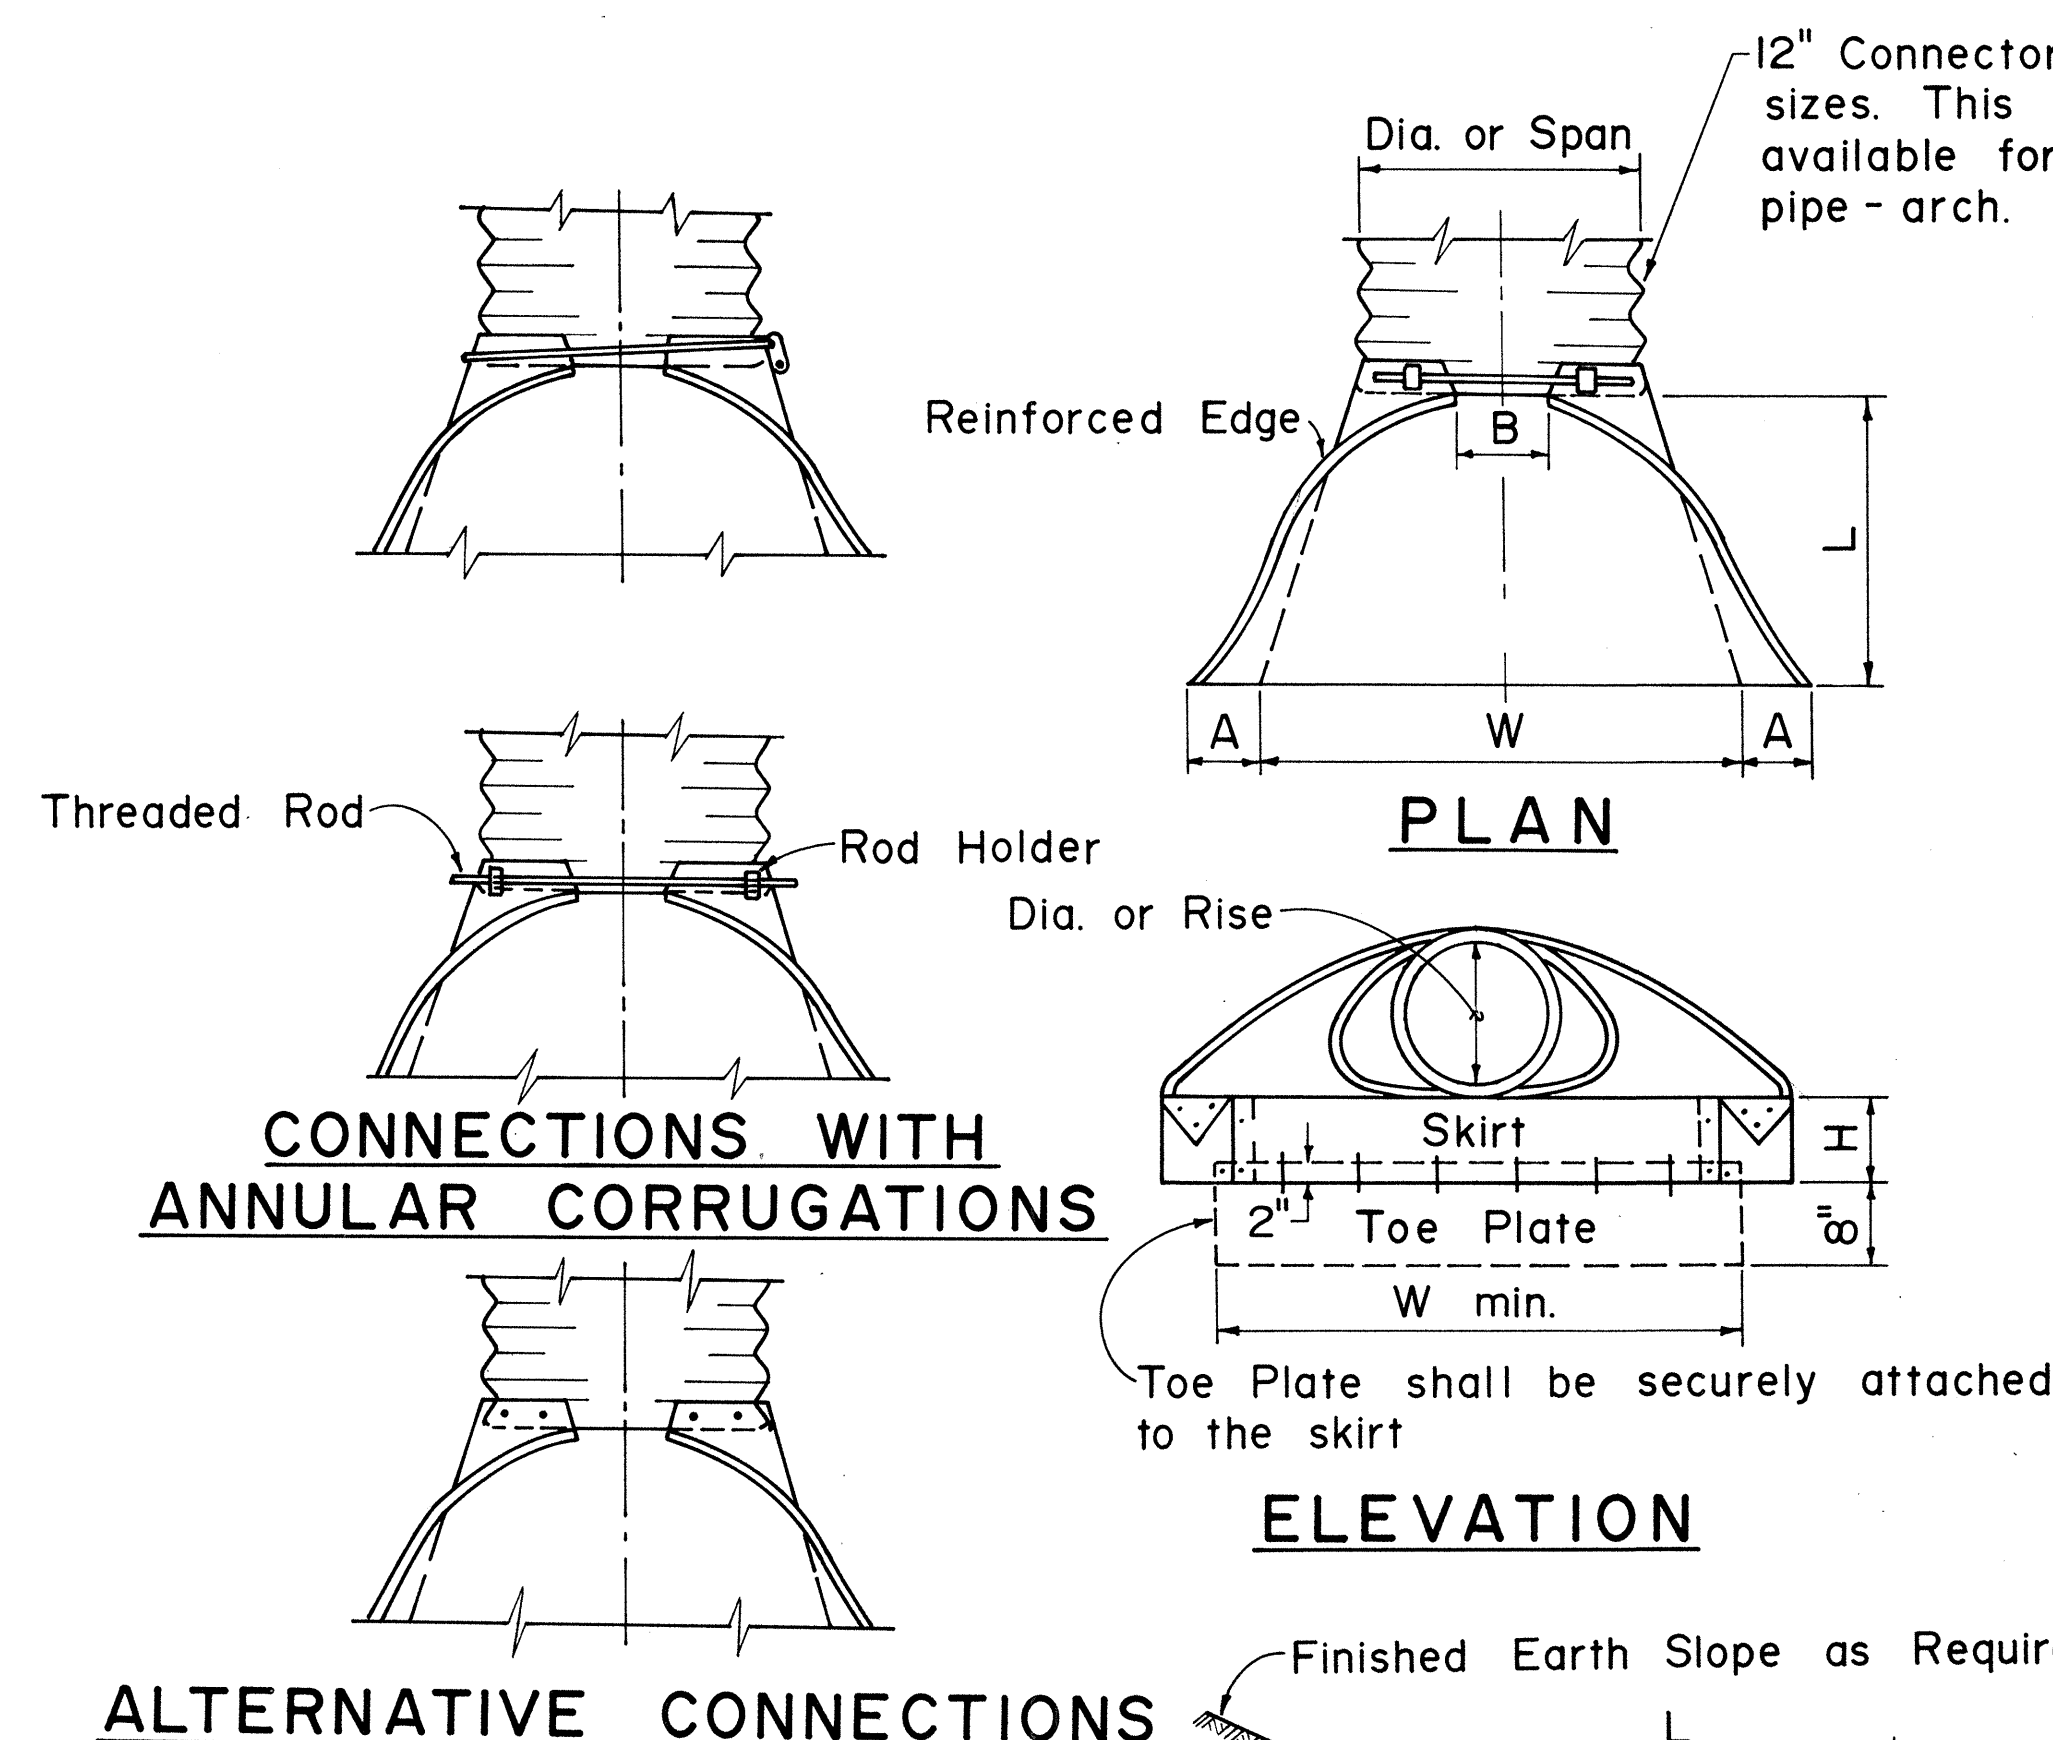 12" Connector
sizes. This
available for
pipe - arch.
Dia. or Span
Reinforced Edge
B
L
A
W
A
PLAN
Threaded Rod
Rod Holder
Dia. or Rise
CONNECTIONS WITH
ANNULAR CORRUGATIONS
Skirt
H
2"
Toe Plate
8"
W min.
Toe Plate shall be securely attached
to the skirt
ELEVATION
Finished Earth Slope as
L
ALTERNATIVE CONNECTIONS